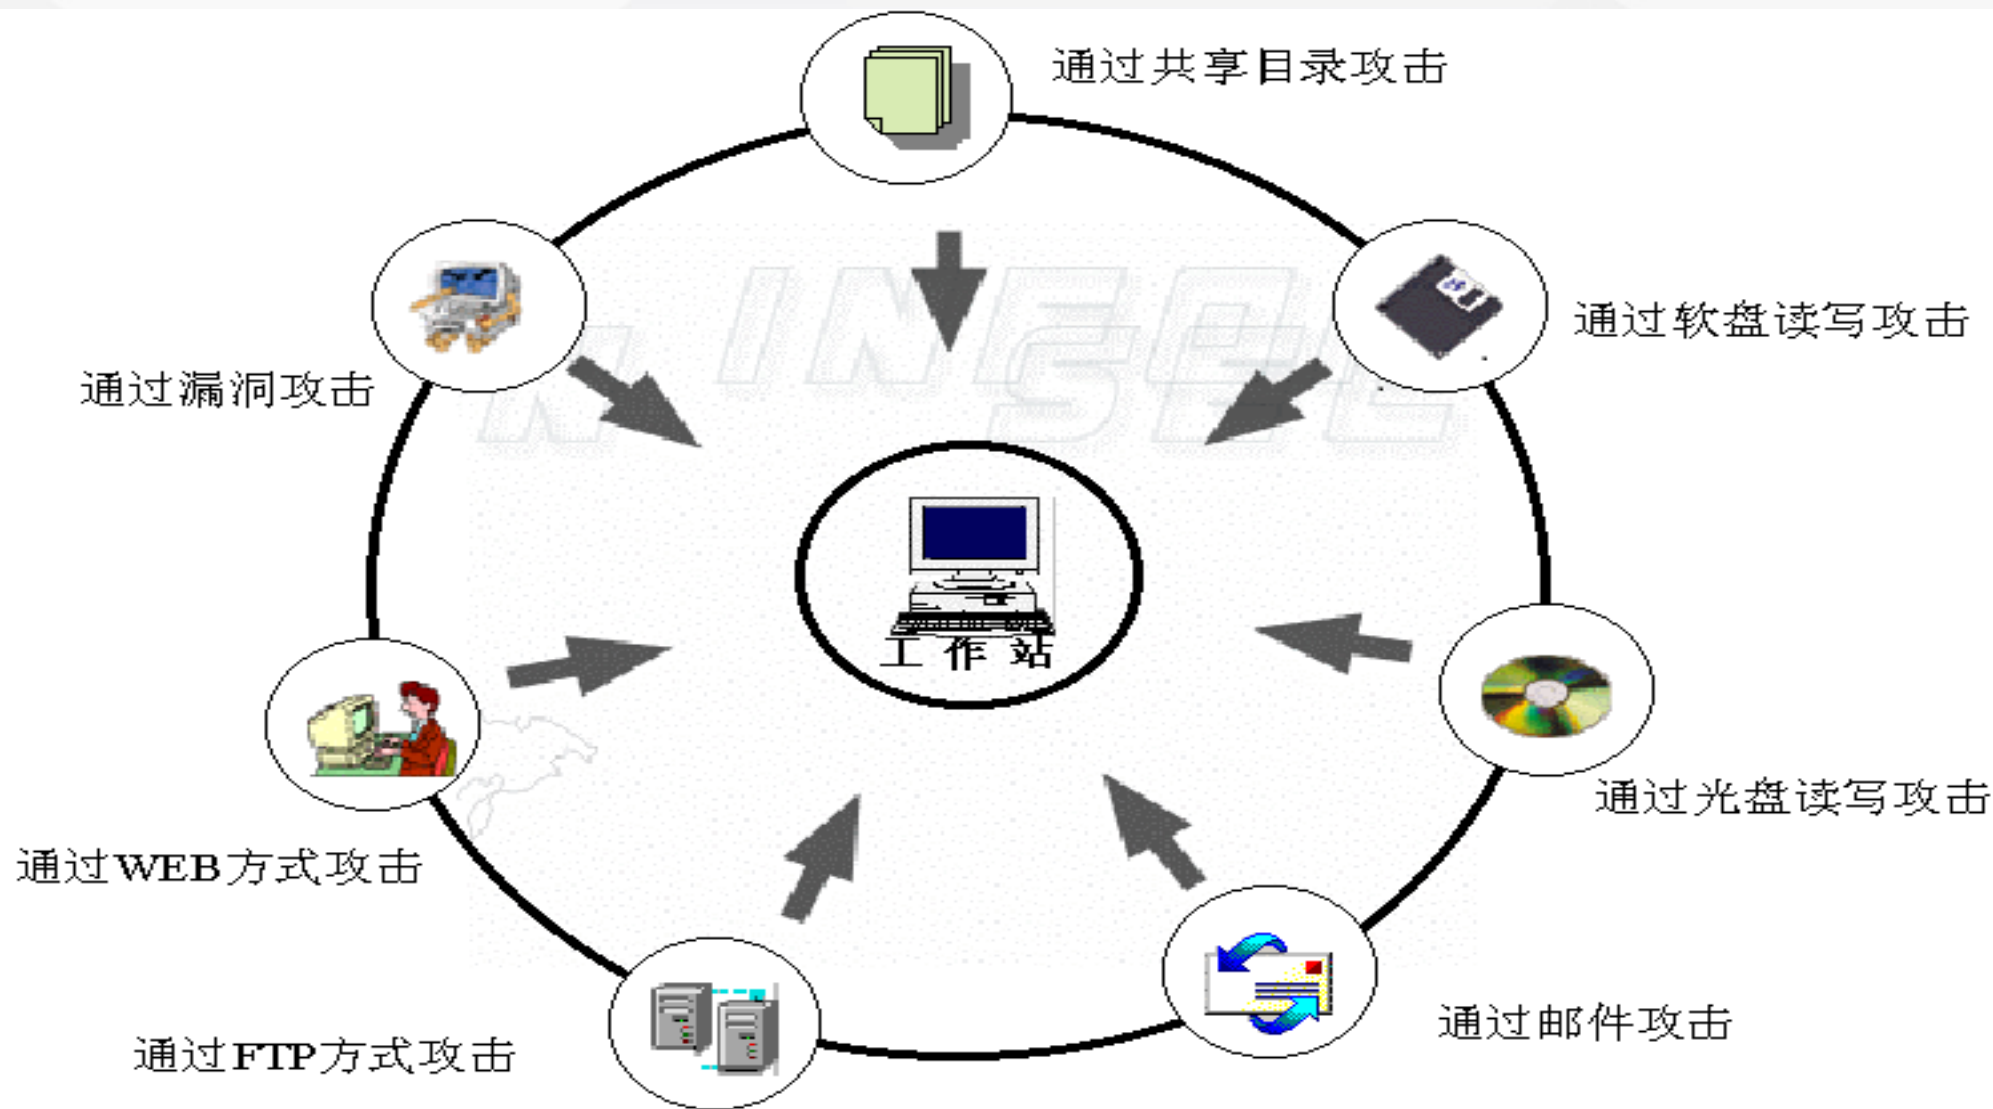 通过共享目录攻击
通过软盘读写攻击
通过漏洞攻击
工作站
通过光盘读写攻击
通过WEB方式攻击
通过邮件攻击
通过FTP方式攻击